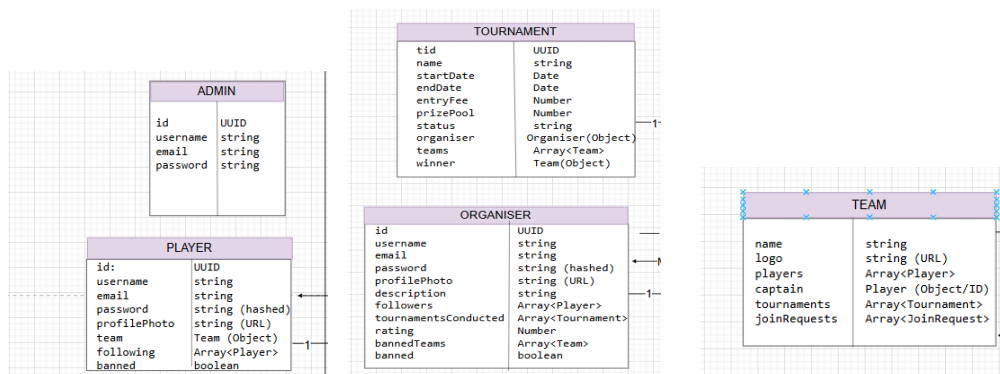 ADMIN
id UUID
username string
email string
password string
PLAYER
id: UUID
username string
email string
password string (hashed)
profilePhoto string (URL)
team Team (Object)
following Array<Player>
banned boolean
1
TOURNAMENT
tid UUID
name string
startDate Date
endDate Date
entryFee Number
prizePool Number
status string
organiser Organiser(Object)
teams Array<Team>
winner Team(Object)
1
ORGANISER
id UUID
username string
email string
password string (hashed)
profilePhoto string (URL)
description string
followers Array<Player>
tournamentsConducted Array<Tournament>
rating Number
bannedTeams Array<Team>
banned boolean
1
TEAM
name string
logo string (URL)
players Array<Player>
captain Player (Object/ID)
tournaments Array<Tournament>
joinRequests Array<JoinRequest>